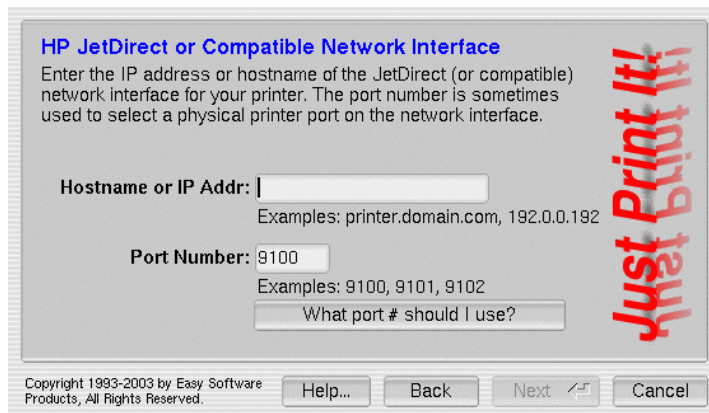 HP JetDirect or Compatible Network Interface
Enter the IP address or hostname of the JetDirect (or compatible)
network interface for your printer. The port number is sometimes
used to select a physical printer port on the network interface.
Hostname or IP Addr:
Examples: printer.domain.com, 192.0.0.192
Port Number: 9100
Examples: 9100, 9101, 9102
What port # should I use?
Just Print It!
Copyright 1993-2003 by Easy Software
Products, All Rights Reserved.
Help... Back Next Cancel